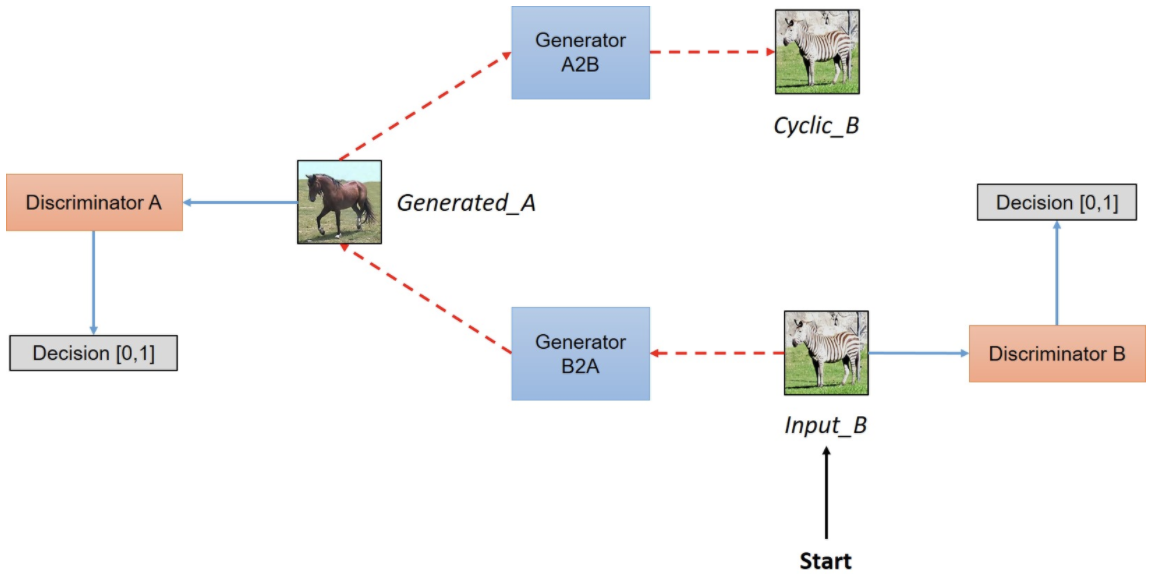 Generator
A2B
Cyclic_B
Discriminator A
Generated_A
Decision [0,1]
Decision [0,1]
Generator
B2A
Discriminator B
Input_B
Start